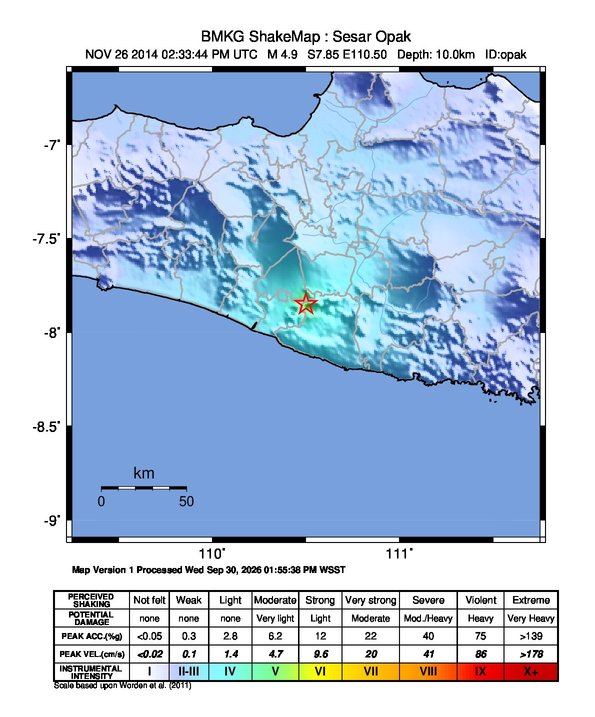 BMKG ShakeMap : Sesar Opak
NOV 26 2014 02:33:44 PM UTC M 4.9 S7.85 E110.50 Depth: 10.0km ID:opak
-7˚
-7.5˚
-8˚
-8.5˚
-9˚
km
0 50
110˚ 111˚
Map Version 1 Processed Wed Sep 30, 2026 01:55:38 PM WSST
PERCEIVED SHAKING Not felt Weak Light Moderate Strong Very strong Severe Violent Extreme
POTENTIAL DAMAGE none none none Very light Light Moderate Mod./Heavy Heavy Very Heavy
PEAK ACC.(%g) <0.05 0.3 2.8 6.2 12 22 40 75 >139
PEAK VEL.(cm/s) <0.02 0.1 1.4 4.7 9.6 20 41 86 >178
INSTRUMENTAL INTENSITY I II-III IV V VI VII VIII IX X+
Scale based upon Worden et al. (2011)